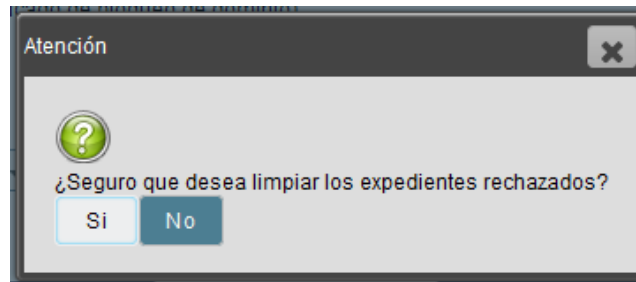 Atención
¿Seguro que desea limpiar los expedientes rechazados?
Si
No